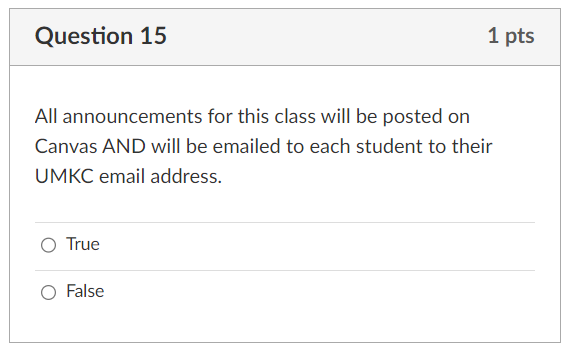 Question 15 1 pts
All announcements for this class will be posted on
Canvas AND will be emailed to each student to their
UMKC email address.
True
False